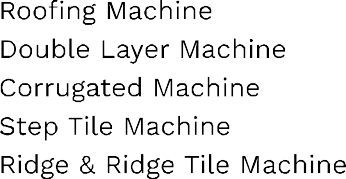 Roofing Machine
Double Layer Machine
Corrugated Machine
Step Tile Machine
Ridge & Ridge Tile Machine